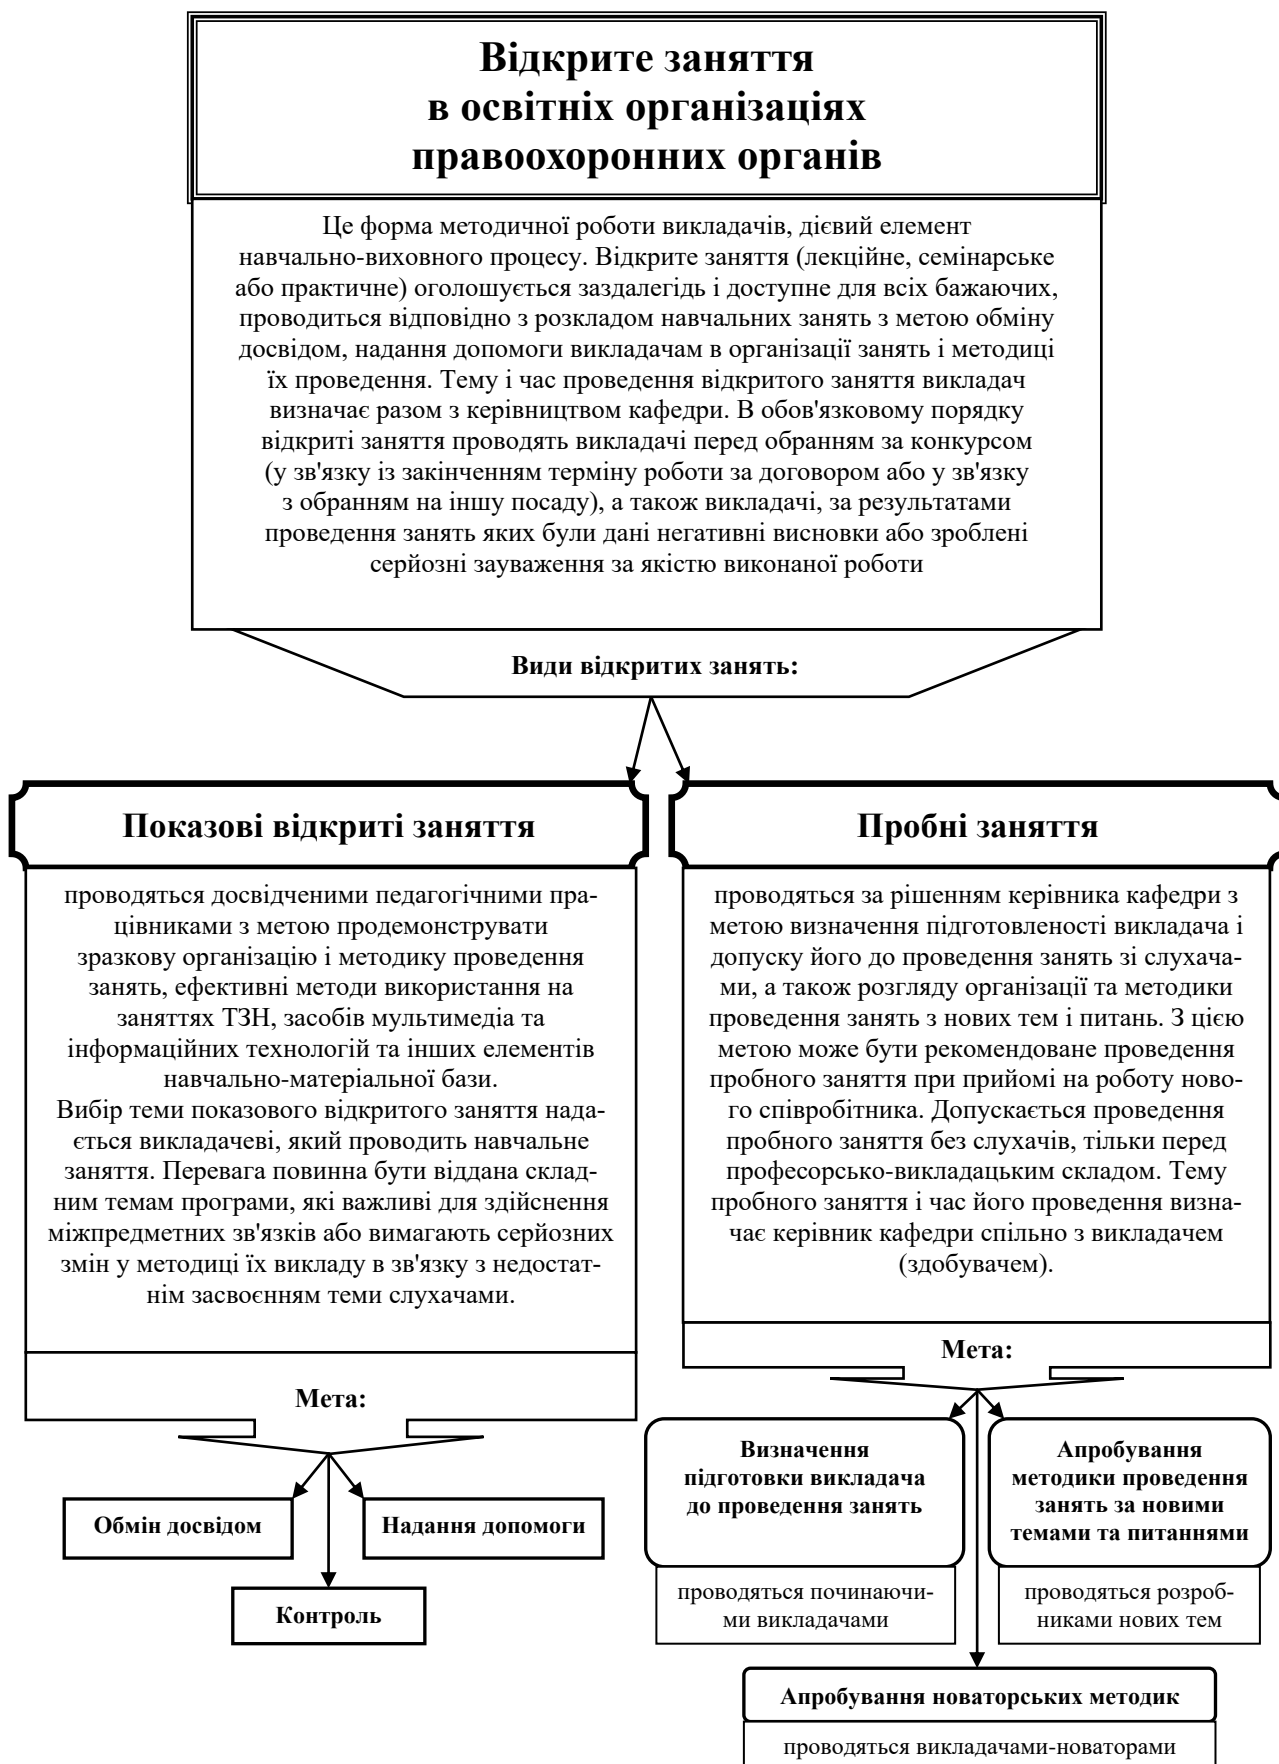 Відкрите заняття
в освітніх організаціях
правоохоронних органів
Це форма методичної роботи викладачів, дієвий елемент
навчально-виховного процесу. Відкрите заняття (лекційне, семінарське
або практичне) оголошується заздалегідь і доступне для всіх бажаючих,
проводиться відповідно з розкладом навчальних занять з метою обміну
досвідом, надання допомоги викладачам в організації занять і методиці
їх проведення. Тему і час проведення відкритого заняття викладач
визначає разом з керівництвом кафедри. В обов'язковому порядку
відкриті заняття проводять викладачі перед обранням за конкурсом
(у зв'язку із закінченням терміну роботи за договором або у зв'язку
з обранням на іншу посаду), а також викладачі, за результатами
проведення занять яких були дані негативні висновки або зроблені
серйозні зауваження за якістю виконаної роботи
Види відкритих занять:
Показові відкриті заняття
проводяться досвідченими педагогічними пра-
цівниками з метою продемонструвати
зразкову організацію і методику проведення
занять, ефективні методи використання на
заняттях ТЗН, засобів мультимедіа та
інформаційних технологій та інших елементів
навчально-матеріальної бази.
Вибір теми показового відкритого заняття нада-
ється викладачеві, який проводить навчальне
заняття. Перевага повинна бути віддана склад-
ним темам програми, які важливі для здійснення
міжпредметних зв'язків або вимагають серйозних
змін у методиці їх викладу в зв'язку з недостат-
нім засвоєнням теми слухачами.
Мета:
Обмін досвідом
Надання допомоги
Контроль
Пробні заняття
проводяться за рішенням керівника кафедри з
метою визначення підготовленості викладача і
допуску його до проведення занять зі слухача-
ми, а також розгляду організації та методики
проведення занять з нових тем і питань. З цією
метою може бути рекомендоване проведення
пробного заняття при прийомі на роботу ново-
го співробітника. Допускається проведення
пробного заняття без слухачів, тільки перед
професорсько-викладацьким складом. Тему
пробного заняття і час його проведення визна-
чає керівник кафедри спільно з викладачем
(здобувачем).
Мета:
Визначення
підготовки викладача
до проведення занять
проводяться починаючи-
ми викладачами
Апробування
методики проведення
занять за новими
темами та питаннями
проводяться розроб-
никами нових тем
Апробування новаторських методик
проводяться викладачами-новаторами